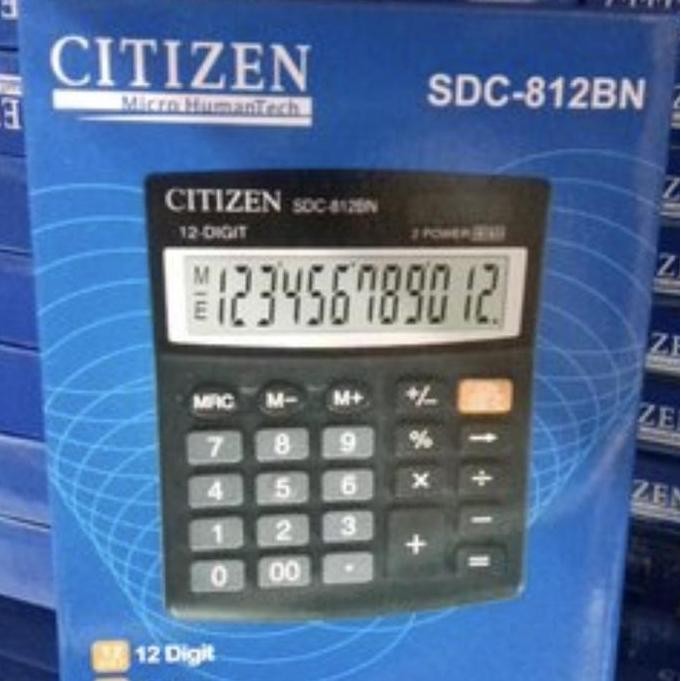 CITIZEN
Micro HumanTech
SDC-812BN
CITIZEN SDC-812BN
12-DIGIT
2 POWER
M
E
123456789012.
MRC M- M+ +/-
7 8 9 % →
4 5 6 × ÷
1 2 3 + −
0 00 · =
12 Digit
ZEN